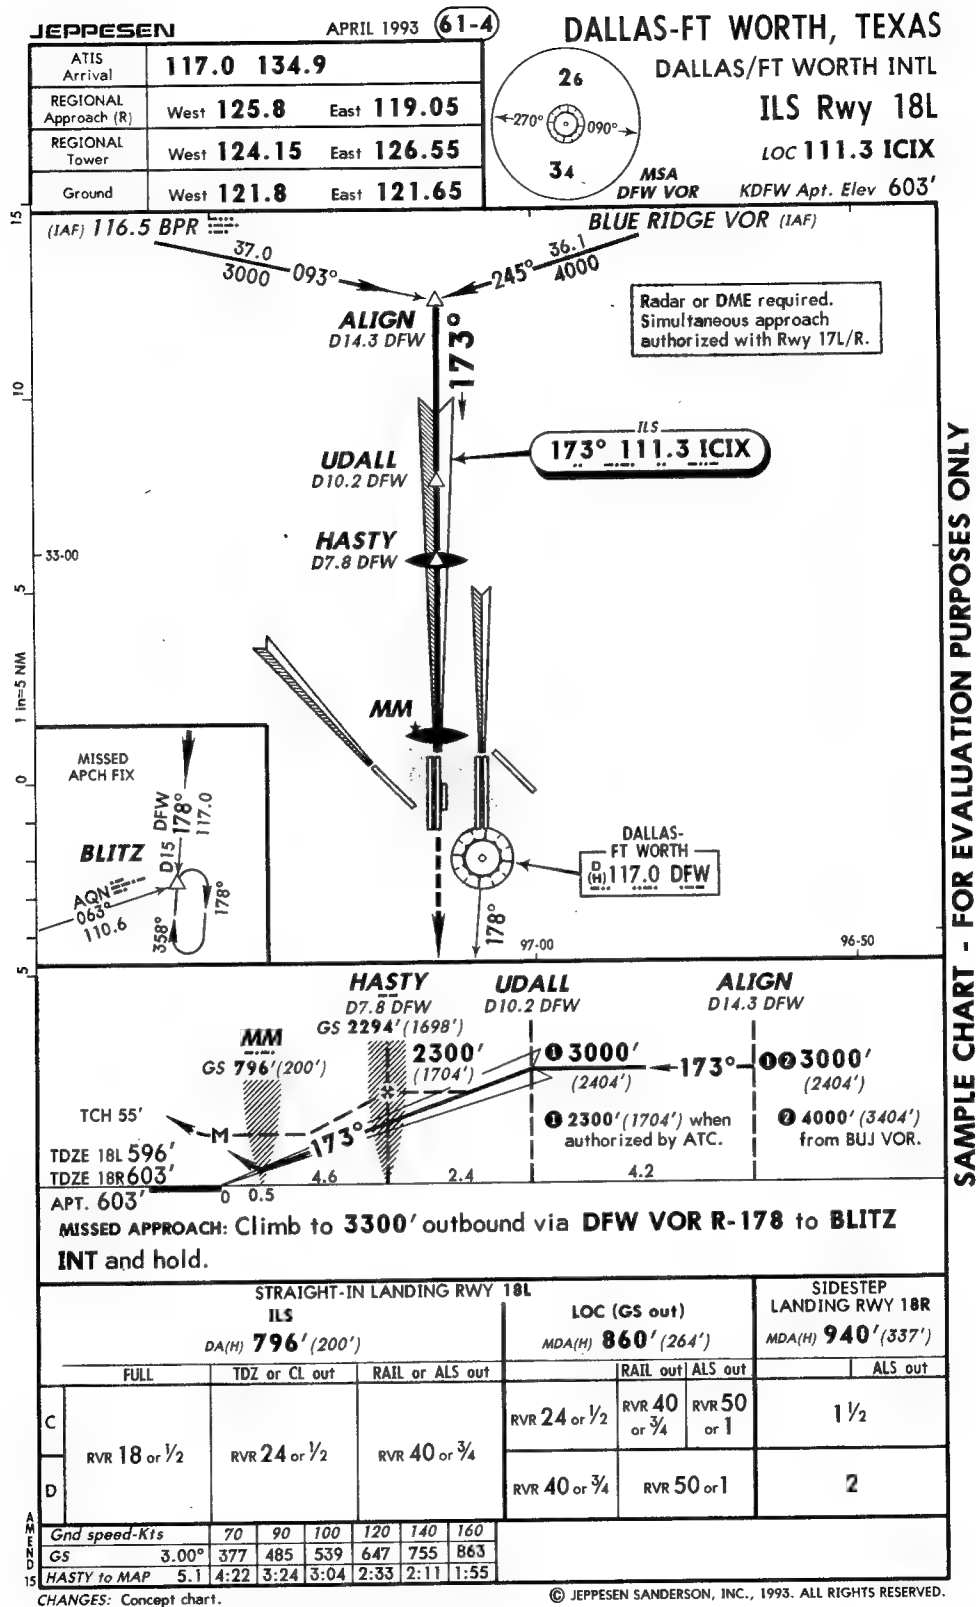 JEPPESEN APRIL 1993 61-4 DALLAS-FT WORTH, TEXAS
DALLAS/FT WORTH INTL
ILS Rwy 18L
LOC 111.3 ICIX
KDFW Apt. Elev 603'
ATIS Arrival 117.0 134.9
REGIONAL Approach (R) West 125.8 East 119.05
REGIONAL Tower West 124.15 East 126.55
Ground West 121.8 East 121.65
26
270° 090°
34
MSA
DFW VOR
15
(IAF) 116.5 BPR
BLUE RIDGE VOR (IAF)
37.0
3000
093°
36.1
245°
4000
ALIGN
D14.3 DFW
173°
Radar or DME required.
Simultaneous approach
authorized with Rwy 17L/R.
10
ILS
173° 111.3 ICIX
UDALL
D10.2 DFW
HASTY
D7.8 DFW
33-00
5
1 in=5 NM
MM
0
MISSED
APCH FIX
D15 DFW
178°
117.0
BLITZ
AQN
063°
110.6
358°
178°
DALLAS-
FT WORTH
D
(H) 117.0 DFW
178°
97-00
96-50
5
HASTY UDALL ALIGN
D7.8 DFW D10.2 DFW D14.3 DFW
GS 2294'(1698')
MM
GS 796'(200')
2300'
(1704')
1 3000'
(2404')
173°
1 2 3000'
(2404')
1 2300'(1704') when
authorized by ATC.
2 4000'(3404')
from BUJ VOR.
TCH 55'
M
173°
TDZE 18L 596'
TDZE 18R 603'
APT. 603'
0 0.5 4.6 2.4 4.2
MISSED APPROACH: Climb to 3300' outbound via DFW VOR R-178 to BLITZ
INT and hold.
STRAIGHT-IN LANDING RWY 18L
ILS
DA(H) 796'(200')
LOC (GS out)
MDA(H) 860'(264')
SIDESTEP
LANDING RWY 18R
MDA(H) 940'(337')
FULL TDZ or CL out RAIL or ALS out RAIL out ALS out ALS out
C RVR 24 or ½ RVR 40 or ¾ RVR 50 or 1 1½
RVR 18 or ½ RVR 24 or ½ RVR 40 or ¾
D RVR 40 or ¾ RVR 50 or 1 2
Gnd speed-Kts 70 90 100 120 140 160
GS 3.00° 377 485 539 647 755 863
HASTY to MAP 5.1 4:22 3:24 3:04 2:33 2:11 1:55
AMEND 15
CHANGES: Concept chart.
© JEPPESEN SANDERSON, INC., 1993. ALL RIGHTS RESERVED.
SAMPLE CHART - FOR EVALUATION PURPOSES ONLY